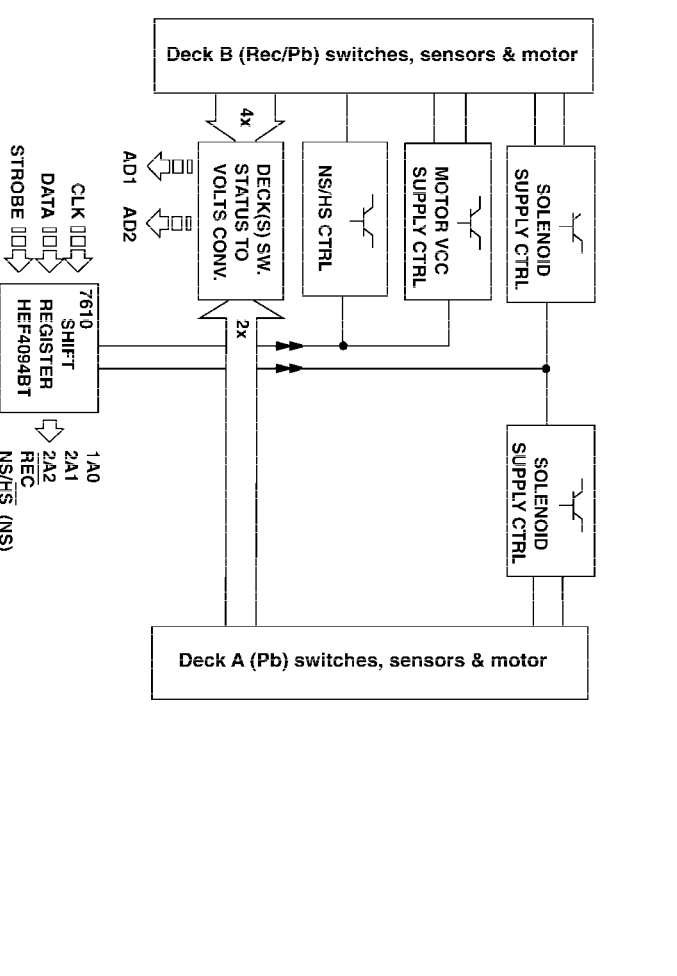 Deck B (Rec/Pb) switches, sensors & motor
4x
AD1
AD2
DECK(S) SW.
STATUS TO
VOLTS CONV.
NS/HS CTRL
MOTOR VCC
SUPPLY CTRL
SOLENOID
SUPPLY CTRL
STROBE
DATA
CLK
7610
SHIFT
REGISTER
HEF4094BT
2x
1A0
2A1
2A2
REC
NS/HS (NS)
SOLENOID
SUPPLY CTRL
Deck A (Pb) switches, sensors & motor